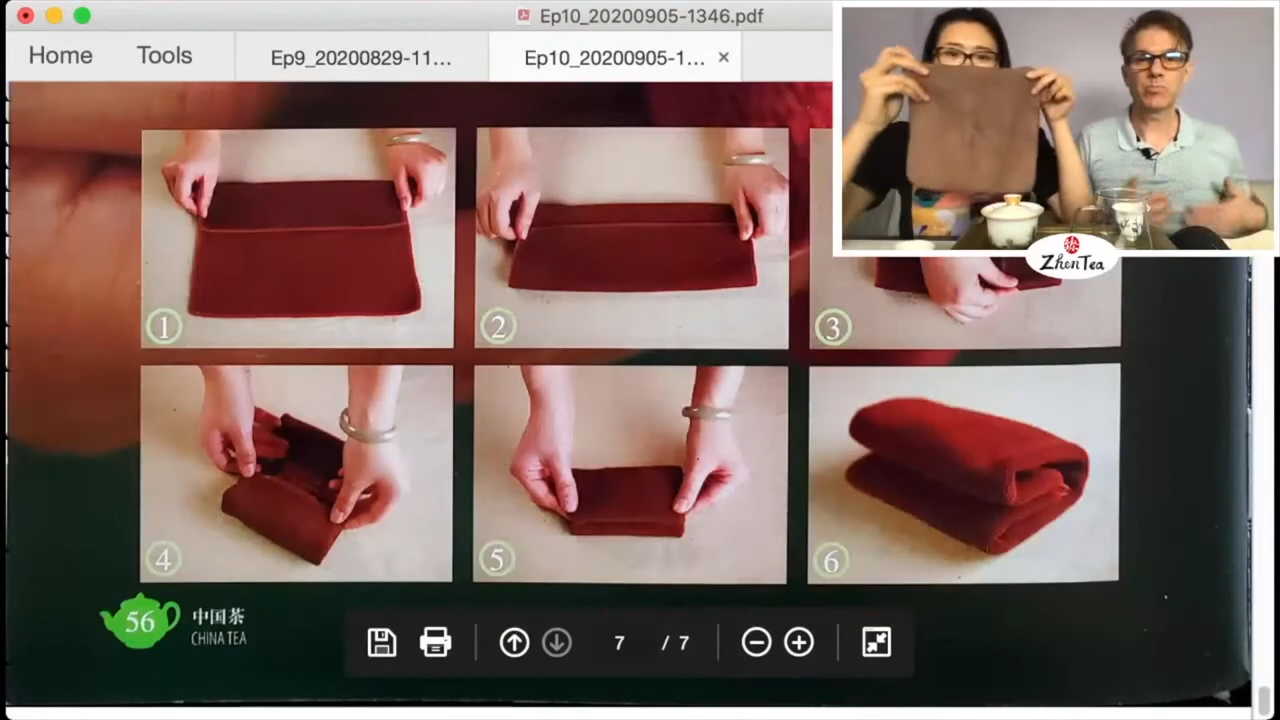 Ep10_20200905-1346.pdf
Home
Tools
Ep9_20200829-11...
Ep10_20200905-1...
ZhenTea
1
2
3
4
5
6
56
中国茶
CHINA TEA
7 / 7